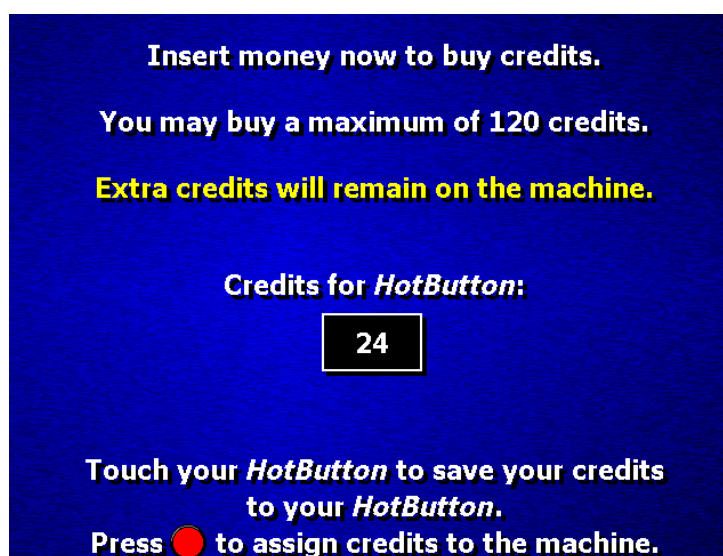 Insert money now to buy credits.
You may buy a maximum of 120 credits.
Extra credits will remain on the machine.
Credits for HotButton:
24
Touch your HotButton to save your credits
to your HotButton.
Press to assign credits to the machine.